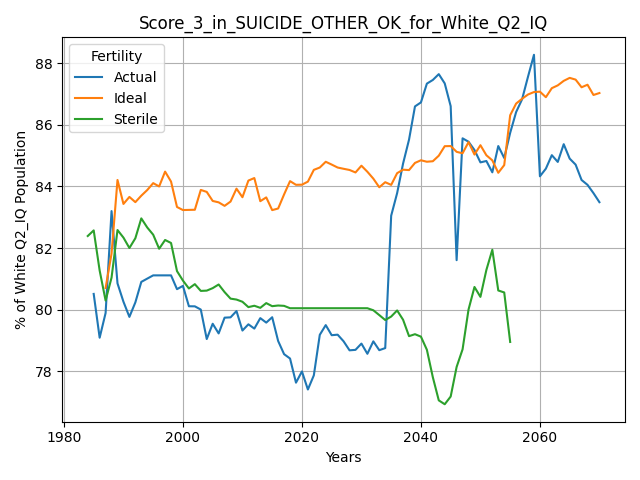 Score_3_in_SUICIDE_OTHER_OK_for_White_Q2_IQ
Fertility
Actual
Ideal
Sterile
% of White Q2_IQ Population
88
86
84
82
80
78
1980
2000
2020
2040
2060
Years